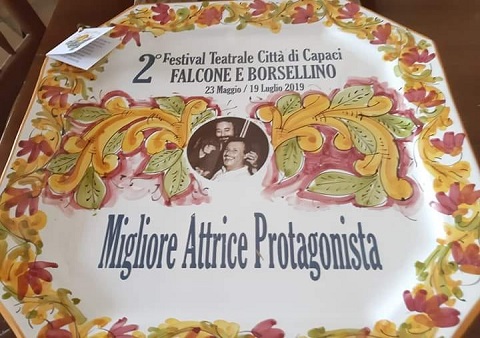 2° Festival Teatrale Città di Capaci
FALCONE E BORSELLINO
23 Maggio / 19 Luglio 2019
Migliore Attrice Protagonista